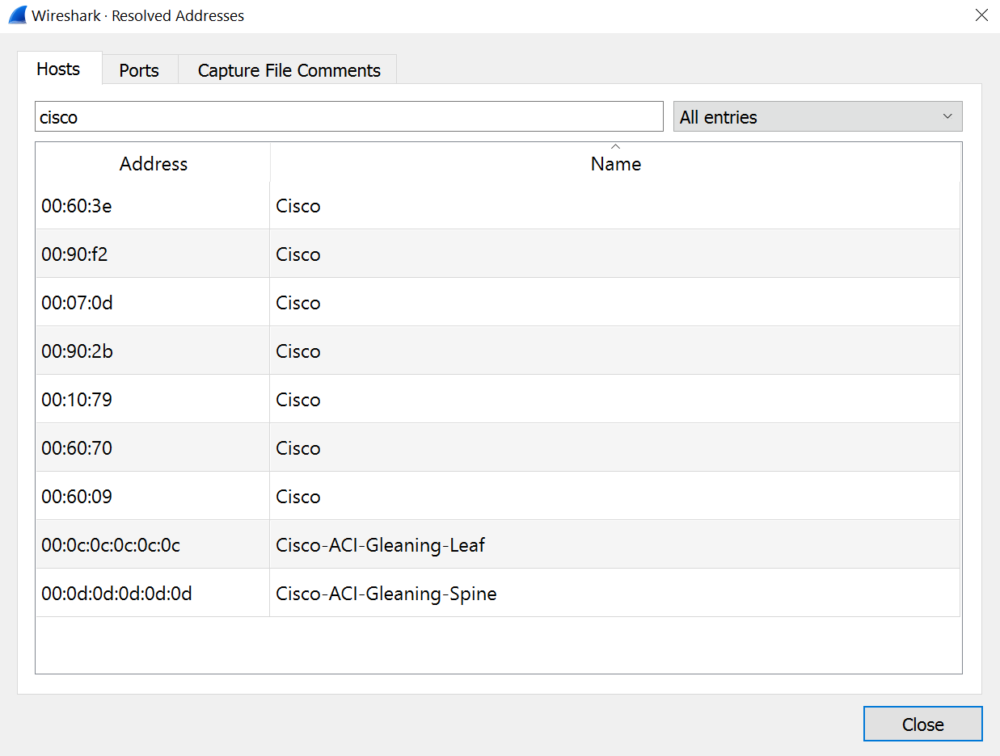 Wireshark · Resolved Addresses
Hosts Ports Capture File Comments
cisco All entries
Address Name
00:60:3e Cisco
00:90:f2 Cisco
00:07:0d Cisco
00:90:2b Cisco
00:10:79 Cisco
00:60:70 Cisco
00:60:09 Cisco
00:0c:0c:0c:0c:0c Cisco-ACI-Gleaning-Leaf
00:0d:0d:0d:0d:0d Cisco-ACI-Gleaning-Spine
Close